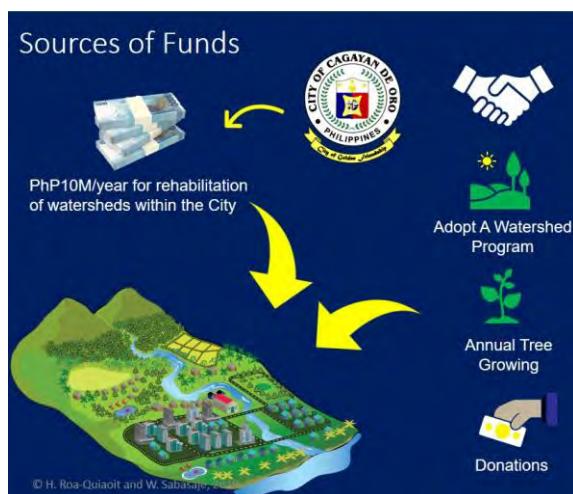 Sources of Funds
CITY OF CAGAYAN DE ORO
PHILIPPINES
City of Golden Friendship
PhP10M/year for rehabilitation
of watersheds within the City
Adopt A Watershed
Program
Annual Tree
Growing
Donations
© H. Roa-Quiaoit and W. Sabasaje,